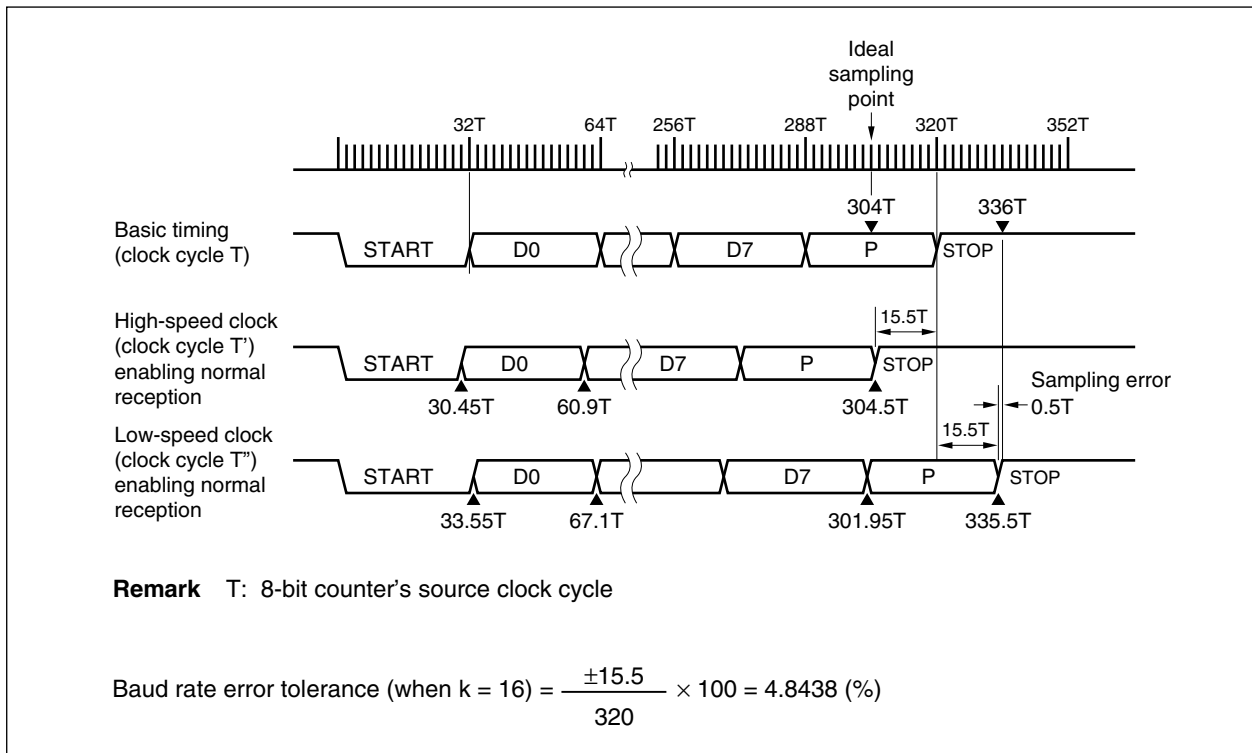 Ideal
sampling
point
32T 64T 256T 288T 320T 352T
304T 336T
Basic timing
(clock cycle T)
START D0 D7 P STOP
High-speed clock
(clock cycle T')
enabling normal
reception
15.5T
START D0 D7 P STOP
30.45T 60.9T 304.5T
Sampling error
0.5T
Low-speed clock
(clock cycle T")
enabling normal
reception
15.5T
START D0 D7 P STOP
33.55T 67.1T 301.95T 335.5T
Remark T: 8-bit counter's source clock cycle
Baud rate error tolerance (when k = 16) = ±15.5 / 320 × 100 = 4.8438 (%)